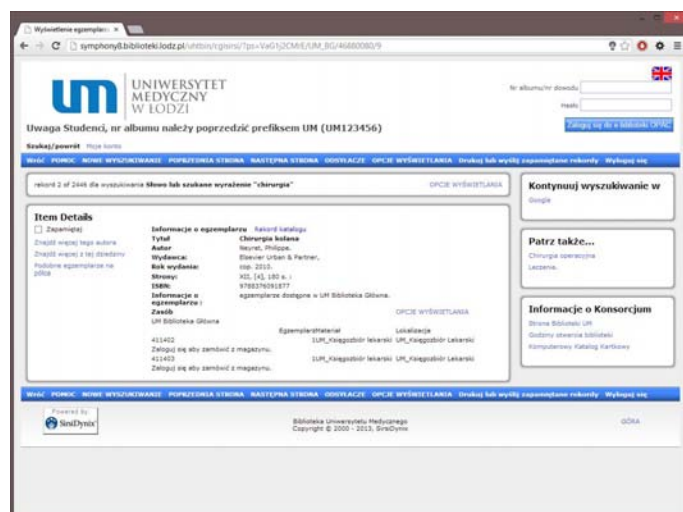 Wyświetlenie egzemplarz
symphony8.biblioteki.lodz.pl/uhtbin/cgisirsi/?ps=VaG1j2CMrE/UM_BG/46680080/9
um UNIWERSYTET
MEDYCZNY
W ŁODZI
Nr albumu/nr dowodu
Hasło
Zaloguj się do e-biblioteki OPAC
Uwaga Studenci, nr albumu należy poprzedzić prefiksem UM (UM123456)
Szukaj/powrót Moje konto
Wróć POMOC NOWE WYSZUKIWANIE POPRZEDNIA STRONA NASTĘPNA STRONA ODSYŁACZE OPCJE WYŚWIETLANIA Drukuj lub wyślij zapamiętane rekordy Wyloguj się
rekord 2 of 2446 dla wyszukiwania Słowo lub szukane wyrażenie "chirurgia" OPCJE WYŚWIETLANIA
Item Details
Zapamiętaj
Znajdź więcej tego autora
Znajdź więcej z tej dziedziny
Podobne egzemplarze na
półce
Informacje o egzemplarzu Rekord katalogu
Tytuł Chirurgia kolana
Autor Neyret, Philippe.
Wydawca: Elsevier Urban & Partner,
Rok wydania: cop. 2013.
Strony: XII, [4], 180 s. ;
ISBN: 9788376091877
Informacje o egzemplarze dostępne w UM Biblioteka Główna.
egzemplarzu :
Zasób OPCJE WYŚWIETLANIA
UM Biblioteka Główna
Egzemplarz Materiał Lokalizacja
411402 1 UM_Księgozbiór lekarski UM_Księgozbiór Lekarski
Zaloguj się aby zamówić z magazynu.
411403 1 UM_Księgozbiór lekarski UM_Księgozbiór Lekarski
Zaloguj się aby zamówić z magazynu.
Kontynuuj wyszukiwanie w
Google
Patrz także...
Chirurgia operacyjna
Leczenie.
Informacje o Konsorcjum
Strona Biblioteki UM
Godziny otwarcia biblioteki
Komputerowy Katalog Kartkowy
Wróć POMOC NOWE WYSZUKIWANIE POPRZEDNIA STRONA NASTĘPNA STRONA ODSYŁACZE OPCJE WYŚWIETLANIA Drukuj lub wyślij zapamiętane rekordy Wyloguj się
Powered by:
SirsiDynix
Biblioteka Uniwersytetu Medycznego
Copyright © 2000 - 2013, SirsiDynix
GÓRA